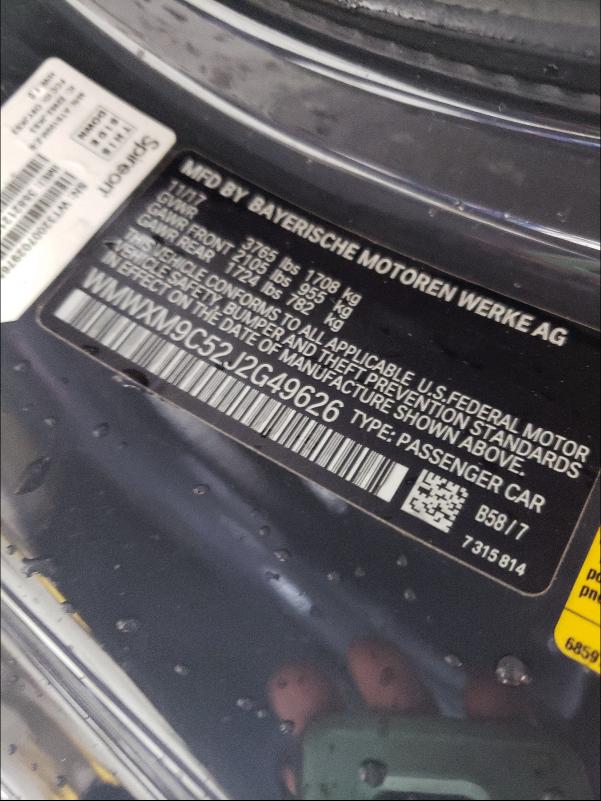 Spireon
THIS
SIDE
DOWN
MFD BY BAYERISCHE MOTOREN WERKE AG
11/17
GVWR 3765 lbs 1708 kg
GAWR FRONT 2105 lbs 955 kg
GAWR REAR 1724 lbs 782 kg
THIS VEHICLE CONFORMS TO ALL APPLICABLE U.S.FEDERAL MOTOR
VEHICLE SAFETY, BUMPER AND THEFT PREVENTION STANDARDS
IN EFFECT ON THE DATE OF MANUFACTURE SHOWN ABOVE.
WMWXM9C52J2G49626 TYPE: PASSENGER CAR
B58/7
7 315 814